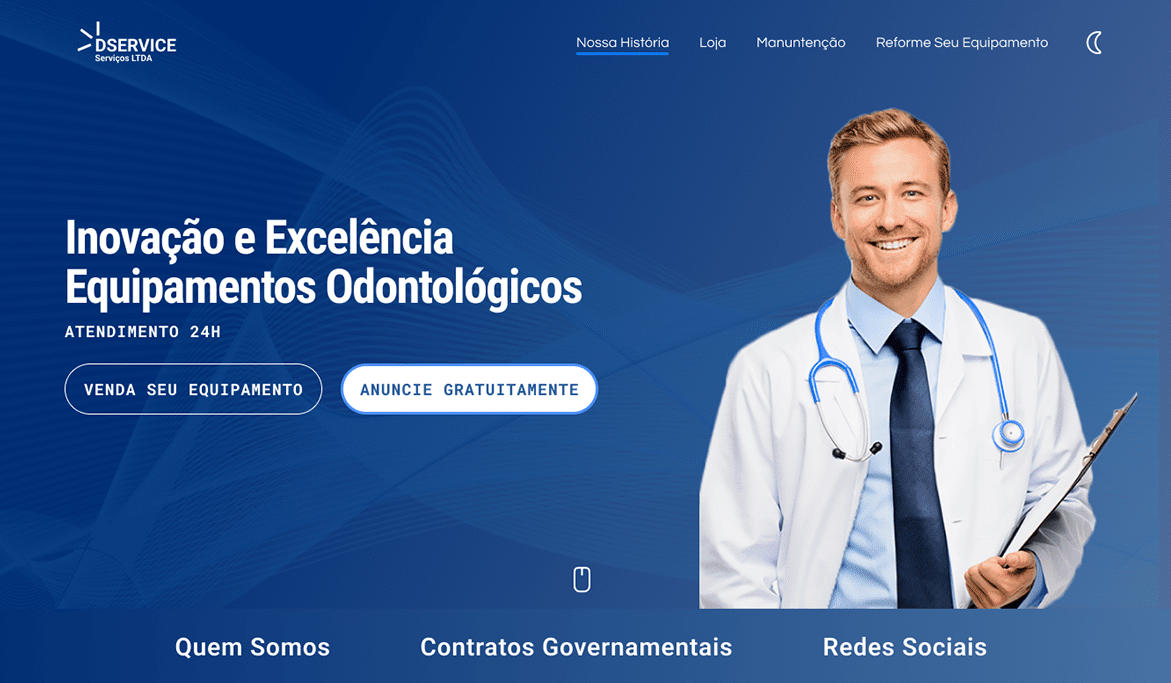 DSERVICE
Serviços LTDA
Nossa História
Loja
Manuntenção
Reforme Seu Equipamento
Inovação e Excelência
Equipamentos Odontológicos
ATENDIMENTO 24H
VENDA SEU EQUIPAMENTO
ANUNCIE GRATUITAMENTE
Quem Somos
Contratos Governamentais
Redes Sociais